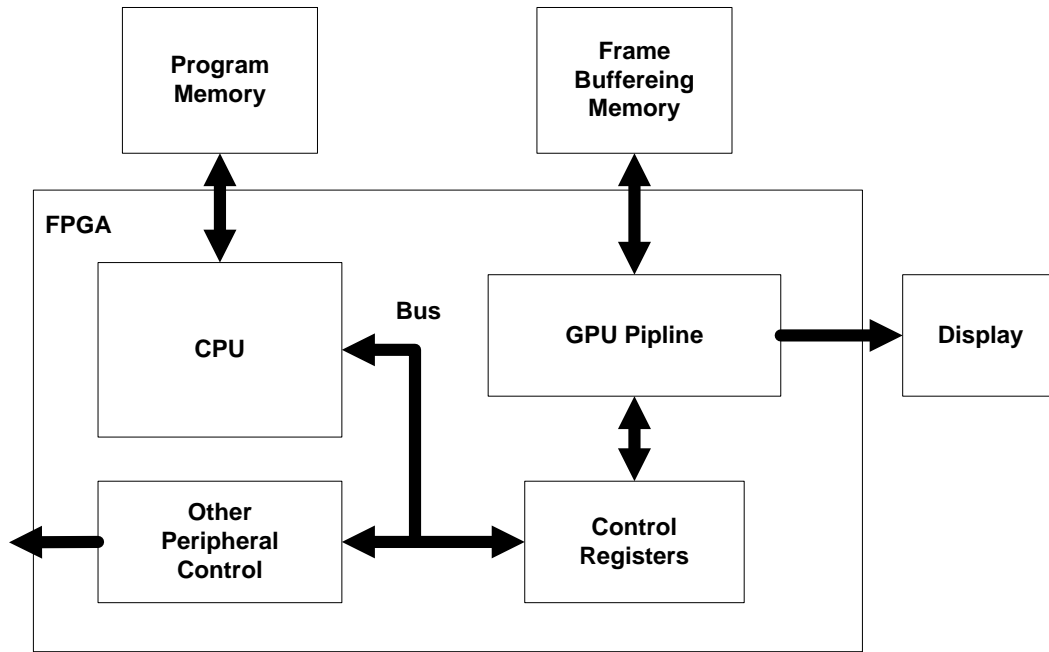 Program
Memory
Frame
Buffereing
Memory
FPGA
CPU
Bus
GPU Pipline
Display
Other
Peripheral
Control
Control
Registers